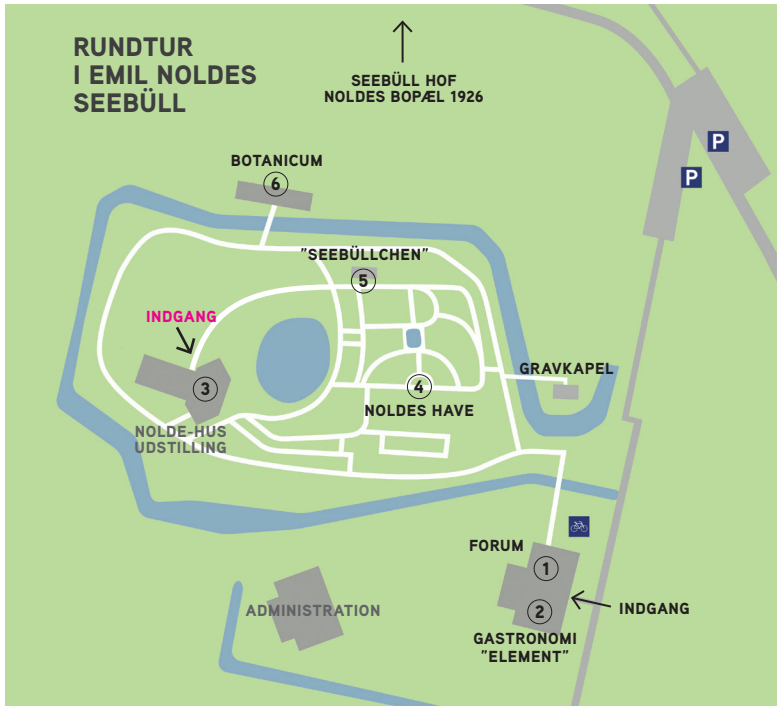 RUNDTUR
I EMIL NOLDES
SEEBÜLL
SEEBÜLL HOF
NOLDES BOPÆL 1926
P
P
BOTANICUM
6
"SEEBÜLLCHEN"
5
INDGANG
3
NOLDE-HUS
UDSTILLING
4
NOLDES HAVE
GRAVKAPEL
FORUM
1
2
INDGANG
GASTRONOMI
"ELEMENT"
ADMINISTRATION